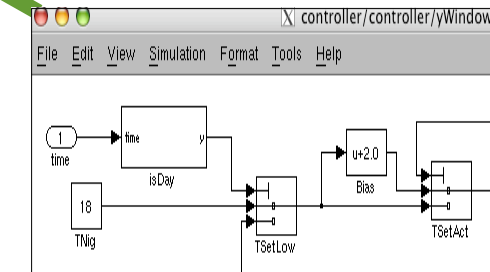 controller/controller/yWindow
File Edit View Simulation Format Tools Help
1
time
time y
isDay
18
TNig
TSetLow
u+2.0
Bias
TSetAct